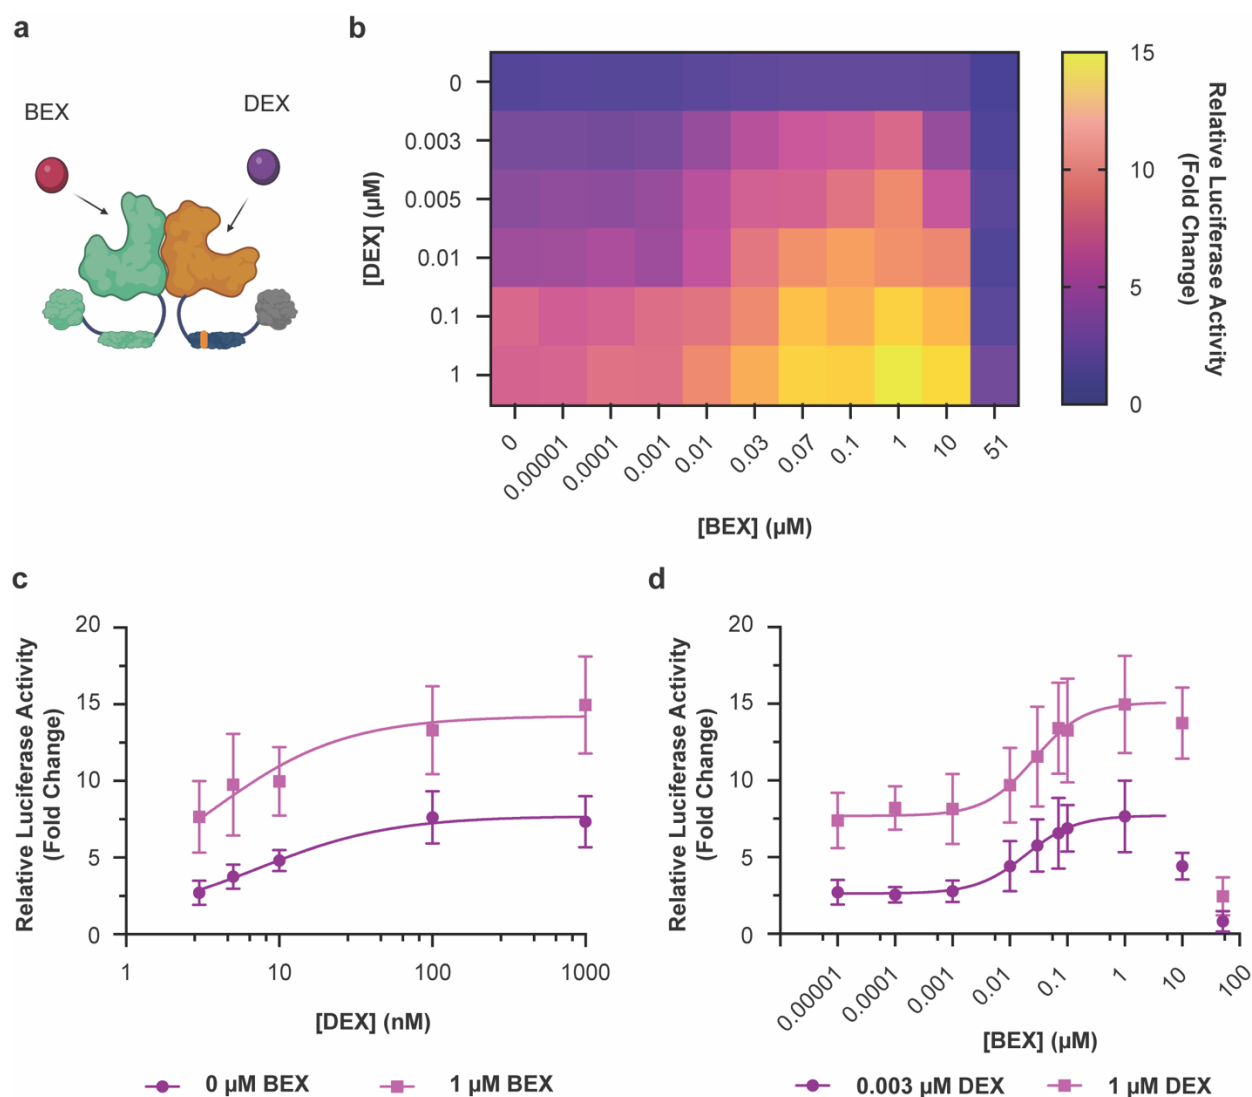 a
BEX
DEX
b
[DEX] (µM)
0
0.003
0.005
0.01
0.1
1
0
0.00001
0.0001
0.001
0.01
0.03
0.07
0.1
1
10
51
[BEX] (µM)
15
10
5
0
Relative Luciferase Activity
(Fold Change)
c
Relative Luciferase Activity
(Fold Change)
20
15
10
5
0
1
10
100
1000
[DEX] (nM)
0 µM BEX
1 µM BEX
d
Relative Luciferase Activity
(Fold Change)
20
15
10
5
0
0.00001
0.0001
0.001
0.01
0.1
1
10
100
[BEX] (µM)
0.003 µM DEX
1 µM DEX